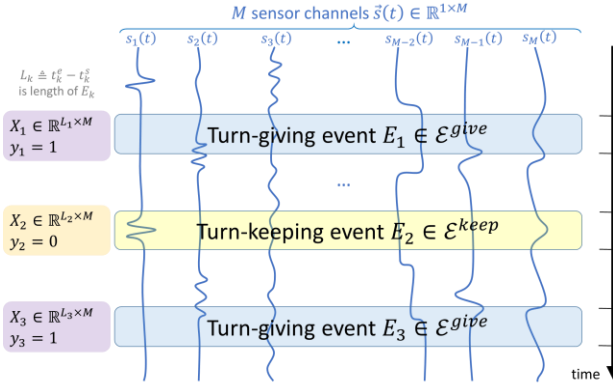 M sensor channels s⃗(t) ∈ ℝ^{1×M}
s_1(t) s_2(t) s_3(t) ... s_{M−2}(t) s_{M−1}(t) s_M(t)
L_k ≜ t_k^e − t_k^s
is length of E_k
X_1 ∈ ℝ^{L_1×M}
y_1 = 1
Turn-giving event E_1 ∈ ℰ^{give}
...
X_2 ∈ ℝ^{L_2×M}
y_2 = 0
Turn-keeping event E_2 ∈ ℰ^{keep}
X_3 ∈ ℝ^{L_3×M}
y_3 = 1
Turn-giving event E_3 ∈ ℰ^{give}
time